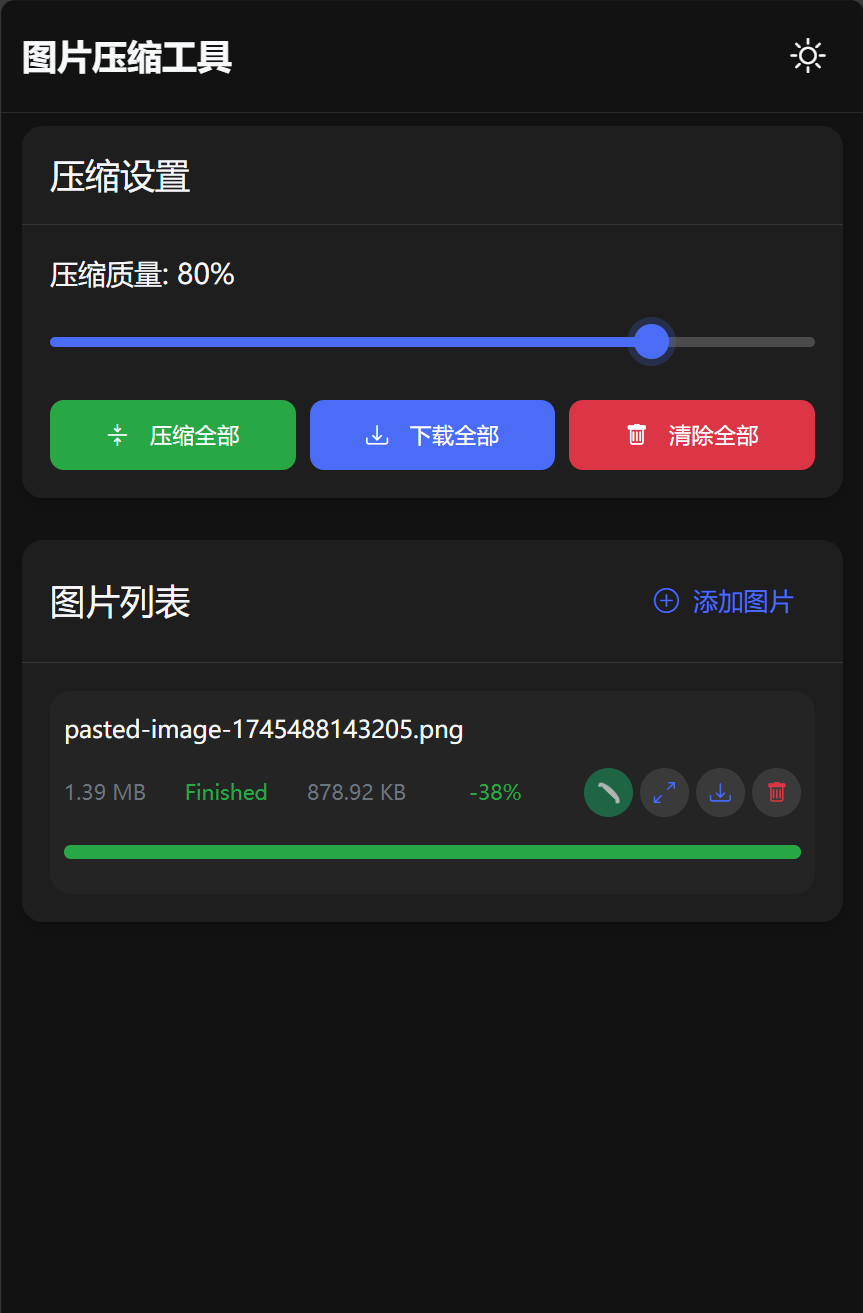 图片压缩工具
压缩设置
压缩质量: 80%
压缩全部 下载全部 清除全部
图片列表 添加图片
pasted-image-1745488143205.png
1.39 MB Finished 878.92 KB -38%